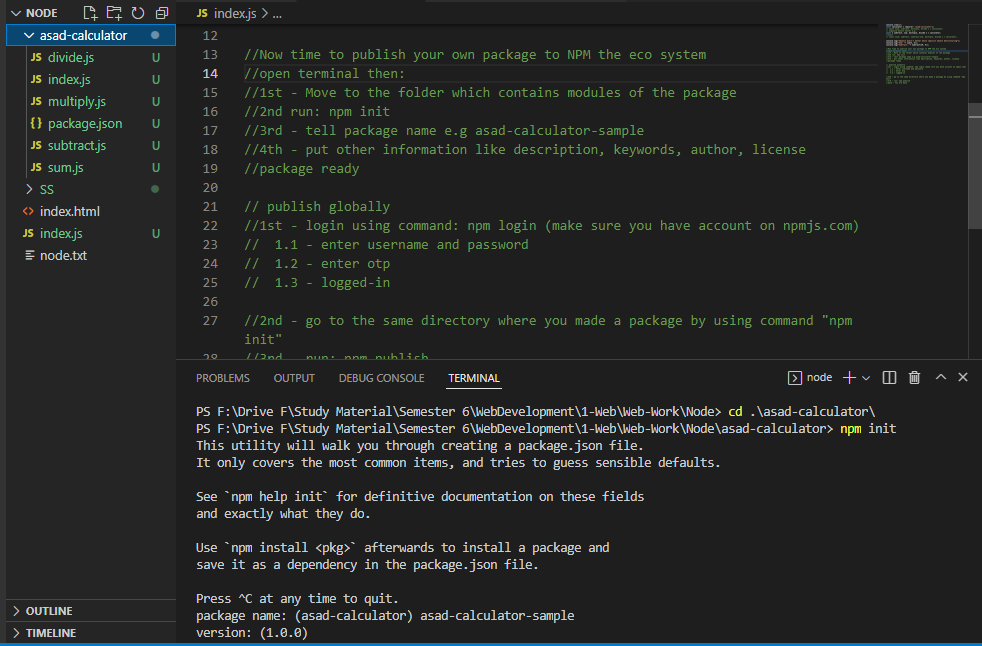 NODE
asad-calculator
JS divide.js U
JS index.js U
JS multiply.js U
{} package.json U
JS subtract.js U
JS sum.js U
SS
<> index.html
JS index.js U
node.txt
OUTLINE
TIMELINE
JS index.js > ...
12
13 //Now time to publish your own package to NPM the eco system
14 //open terminal then:
15 //1st - Move to the folder which contains modules of the package
16 //2nd run: npm init
17 //3rd - tell package name e.g asad-calculator-sample
18 //4th - put other information like description, keywords, author, license
19 //package ready
20
21 // publish globally
22 //1st - login using command: npm login (make sure you have account on npmjs.com)
23 //  1.1 - enter username and password
24 //  1.2 - enter otp
25 //  1.3 - logged-in
26
27 //2nd - go to the same directory where you made a package by using command "npm
init"
28 //3nd - run: npm publish
PROBLEMS OUTPUT DEBUG CONSOLE TERMINAL node
PS F:\Drive F\Study Material\Semester 6\WebDevelopment\1-Web\Web-Work\Node> cd .\asad-calculator\
PS F:\Drive F\Study Material\Semester 6\WebDevelopment\1-Web\Web-Work\Node\asad-calculator> npm init
This utility will walk you through creating a package.json file.
It only covers the most common items, and tries to guess sensible defaults.
See `npm help init` for definitive documentation on these fields
and exactly what they do.
Use `npm install <pkg>` afterwards to install a package and
save it as a dependency in the package.json file.
Press ^C at any time to quit.
package name: (asad-calculator) asad-calculator-sample
version: (1.0.0)